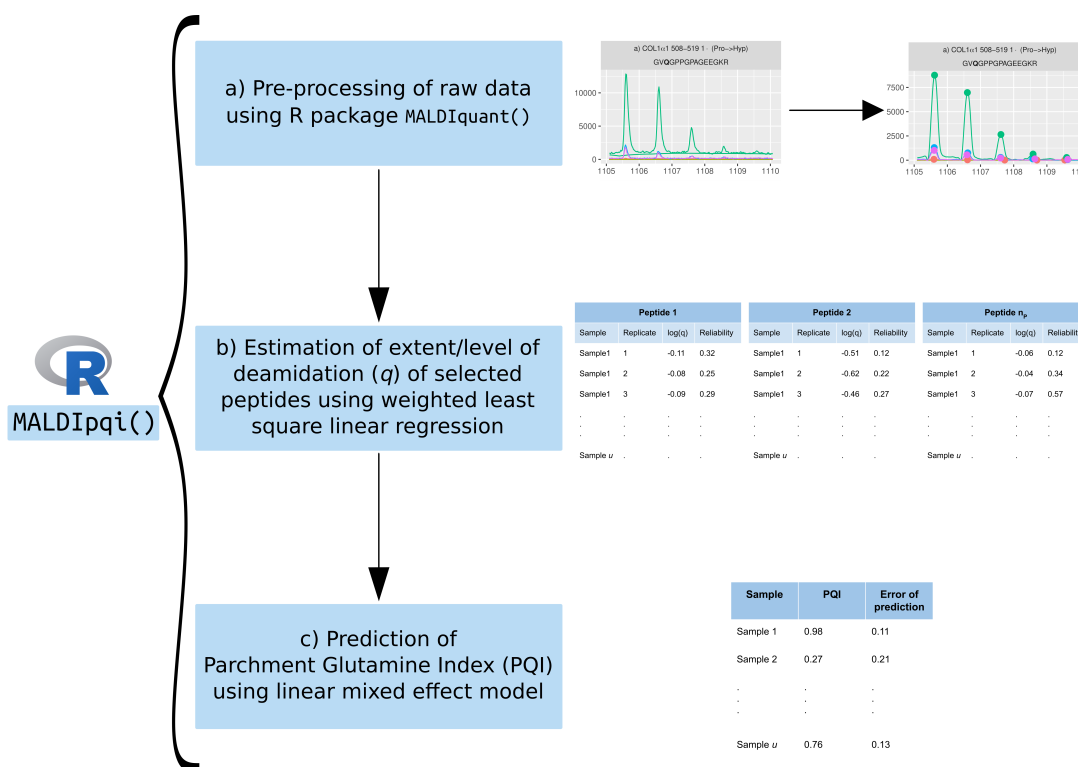 a) Pre-processing of raw data
using R package MALDIquant()
a) COL1α1 508−519 1· (Pro−>Hyp)
GVQGPPGPAGEEGKR
10000
5000
0
1105 1106 1107 1108 1109 1110
a) COL1α1 508−519 1· (Pro−>Hyp)
GVQGPPGPAGEEGKR
7500
5000
2500
0
1105 1106 1107 1108 1109
R
MALDIpqi()
b) Estimation of extent/level of
deamidation (q) of selected
peptides using weighted least
square linear regression
Peptide 1
Sample Replicate log(q) Reliability
Sample1 1 -0.11 0.32
Sample1 2 -0.08 0.25
Sample1 3 -0.09 0.29
. . . .
. . . .
. . . .
Sample u . . .
Peptide 2
Sample Replicate log(q) Reliability
Sample1 1 -0.51 0.12
Sample1 2 -0.62 0.22
Sample1 3 -0.46 0.27
. . . .
. . . .
. . . .
Sample u . . .
Peptide np
Sample Replicate log(q)
Sample1 1 -0.06 0.12
Sample1 2 -0.04 0.34
Sample1 3 -0.07 0.57
. . . .
. . . .
. . . .
Sample u . . .
c) Prediction of
Parchment Glutamine Index (PQI)
using linear mixed effect model
Sample PQI Error of
prediction
Sample 1 0.98 0.11
Sample 2 0.27 0.21
. . .
. . .
. . .
Sample u 0.76 0.13